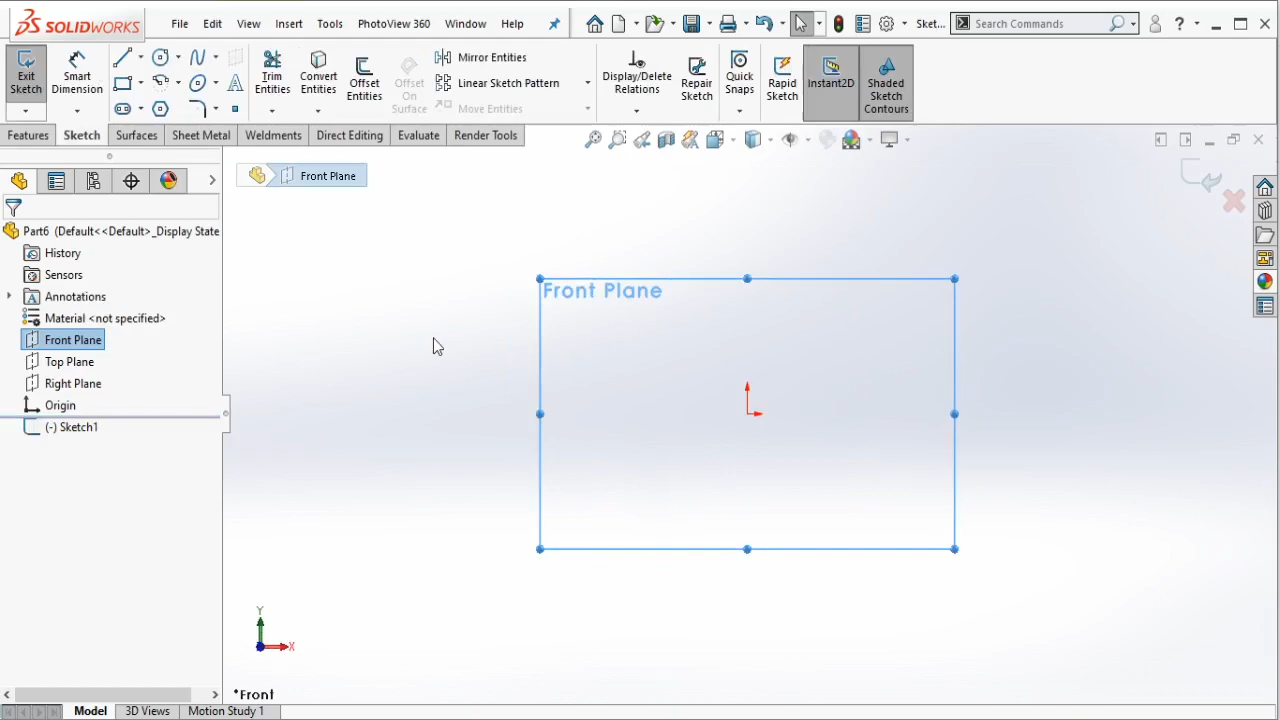 SOLIDWORKS File Edit View Insert Tools PhotoView 360 Window Help Sket... Search Commands ?
Exit Sketch
Smart Dimension
Trim Entities
Convert Entities
Offset Entities
Offset On Surface
Mirror Entities
Linear Sketch Pattern
Move Entities
Display/Delete Relations
Repair Sketch
Quick Snaps
Rapid Sketch
Instant2D
Shaded Sketch Contours
Features Sketch Surfaces Sheet Metal Weldments Direct Editing Evaluate Render Tools
Front Plane
Part6 (Default<<Default>_Display State
History
Sensors
Annotations
Material <not specified>
Front Plane
Top Plane
Right Plane
Origin
(-) Sketch1
Front Plane
Y
X
*Front
Model 3D Views Motion Study 1